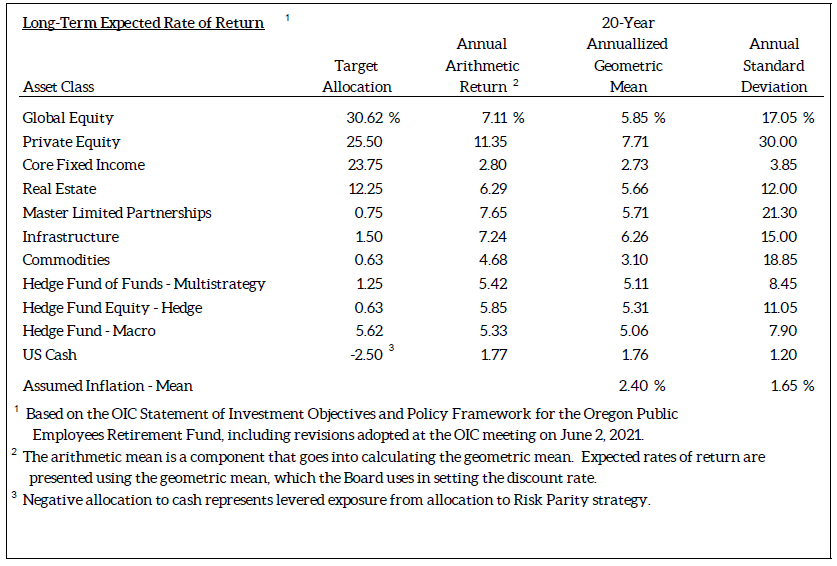 Long-Term Expected Rate of Return 1
20-Year
Annual Annuallized Annual
Target Arithmetic Geometric Standard
Asset Class Allocation Return 2 Mean Deviation
Global Equity 30.62 % 7.11 % 5.85 % 17.05 %
Private Equity 25.50 11.35 7.71 30.00
Core Fixed Income 23.75 2.80 2.73 3.85
Real Estate 12.25 6.29 5.66 12.00
Master Limited Partnerships 0.75 7.65 5.71 21.30
Infrastructure 1.50 7.24 6.26 15.00
Commodities 0.63 4.68 3.10 18.85
Hedge Fund of Funds - Multistrategy 1.25 5.42 5.11 8.45
Hedge Fund Equity - Hedge 0.63 5.85 5.31 11.05
Hedge Fund - Macro 5.62 5.33 5.06 7.90
US Cash -2.50 3 1.77 1.76 1.20
Assumed Inflation - Mean 2.40 % 1.65 %
1 Based on the OIC Statement of Investment Objectives and Policy Framework for the Oregon Public
Employees Retirement Fund, including revisions adopted at the OIC meeting on June 2, 2021.
2 The arithmetic mean is a component that goes into calculating the geometric mean. Expected rates of return are
presented using the geometric mean, which the Board uses in setting the discount rate.
3 Negative allocation to cash represents levered exposure from allocation to Risk Parity strategy.